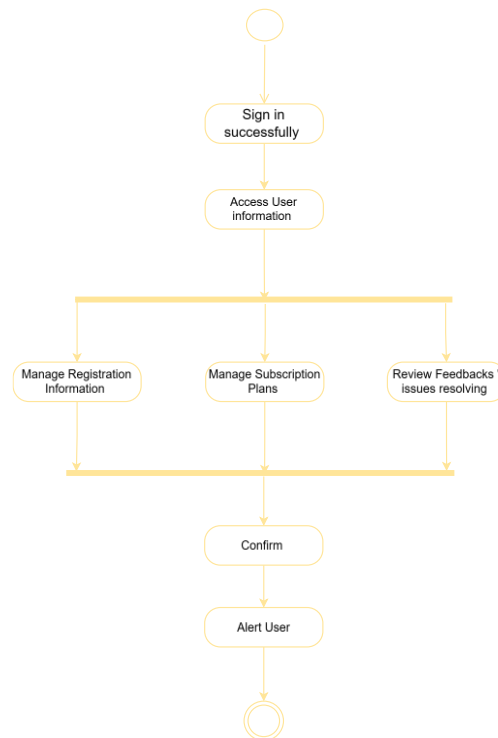 Sign in
successfully
Access User
information
Manage Registration
Information
Manage Subscription
Plans
Review Feedbacks '
issues resolving
Confirm
Alert User